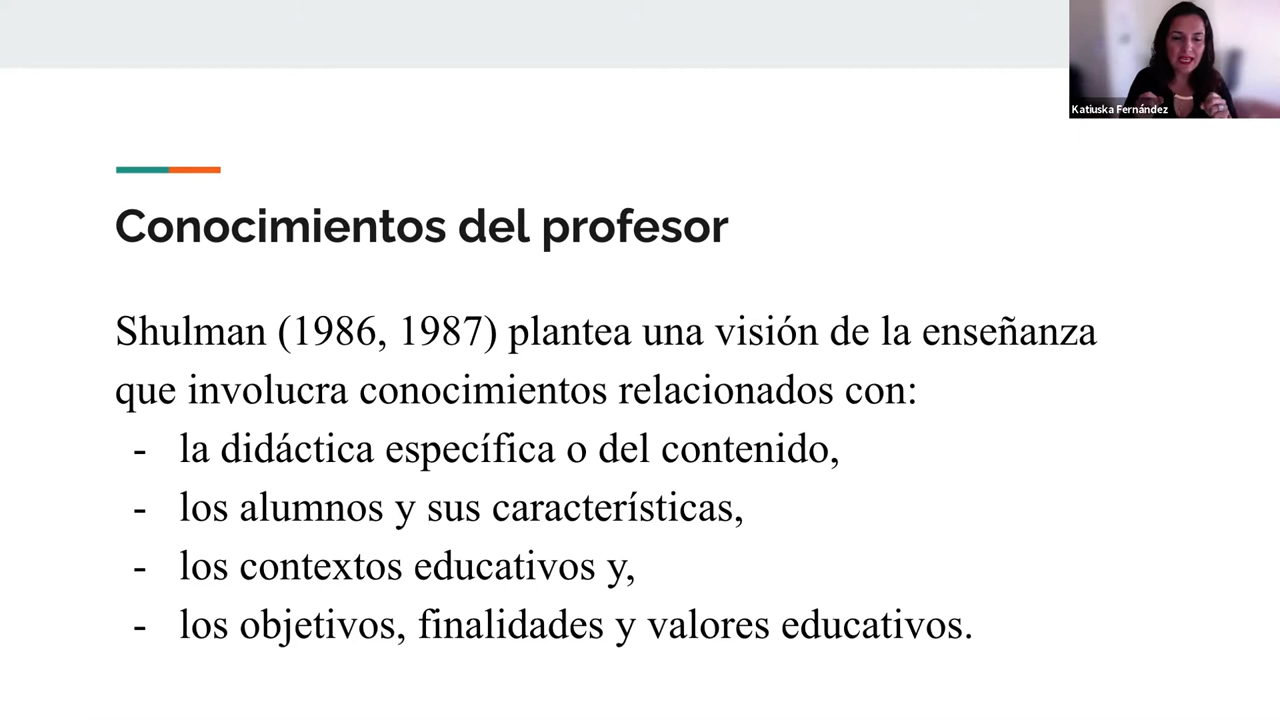 Katiuska Fernández
Conocimientos del profesor
Shulman (1986, 1987) plantea una visión de la enseñanza
que involucra conocimientos relacionados con:
- la didáctica específica o del contenido,
- los alumnos y sus características,
- los contextos educativos y,
- los objetivos, finalidades y valores educativos.